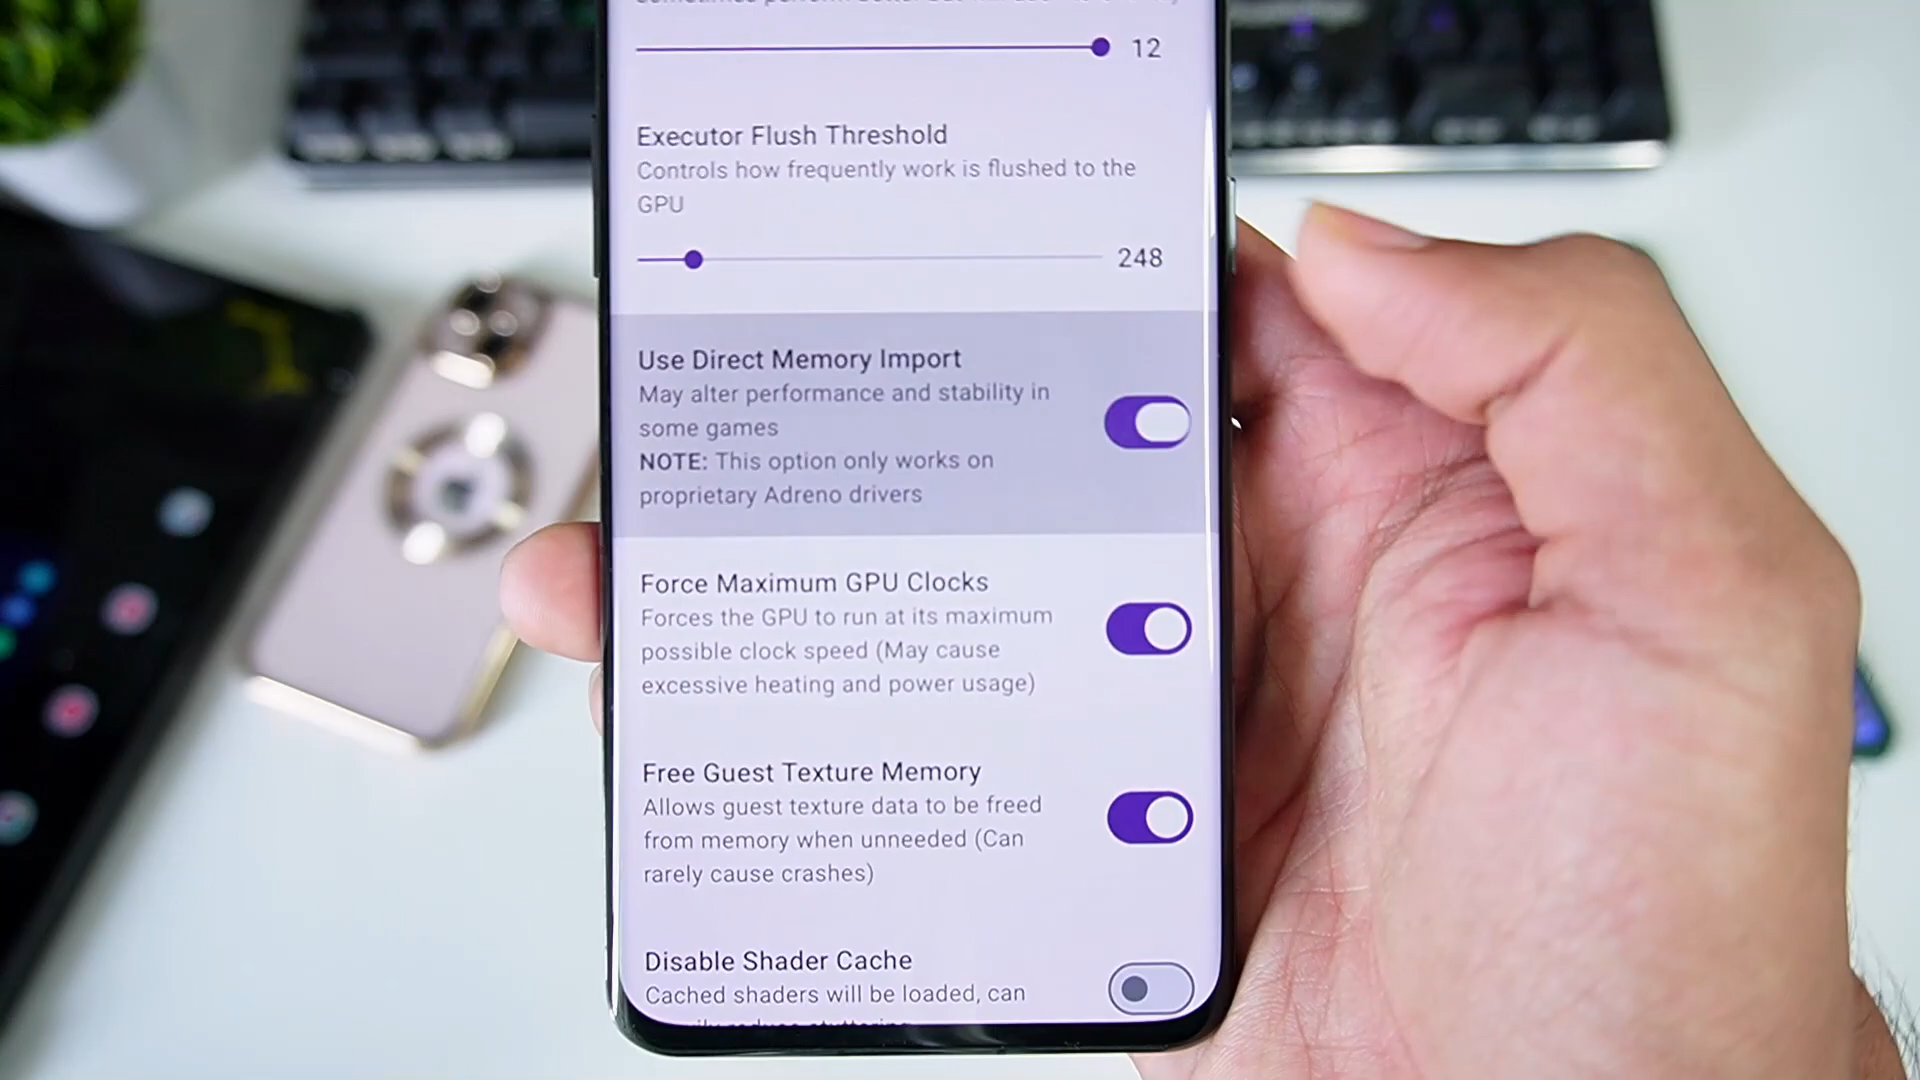 12
Executor Flush Threshold
Controls how frequently work is flushed to the
GPU
248
Use Direct Memory Import
May alter performance and stability in
some games
NOTE: This option only works on
proprietary Adreno drivers
Force Maximum GPU Clocks
Forces the GPU to run at its maximum
possible clock speed (May cause
excessive heating and power usage)
Free Guest Texture Memory
Allows guest texture data to be freed
from memory when unneeded (Can
rarely cause crashes)
Disable Shader Cache
Cached shaders will be loaded, can